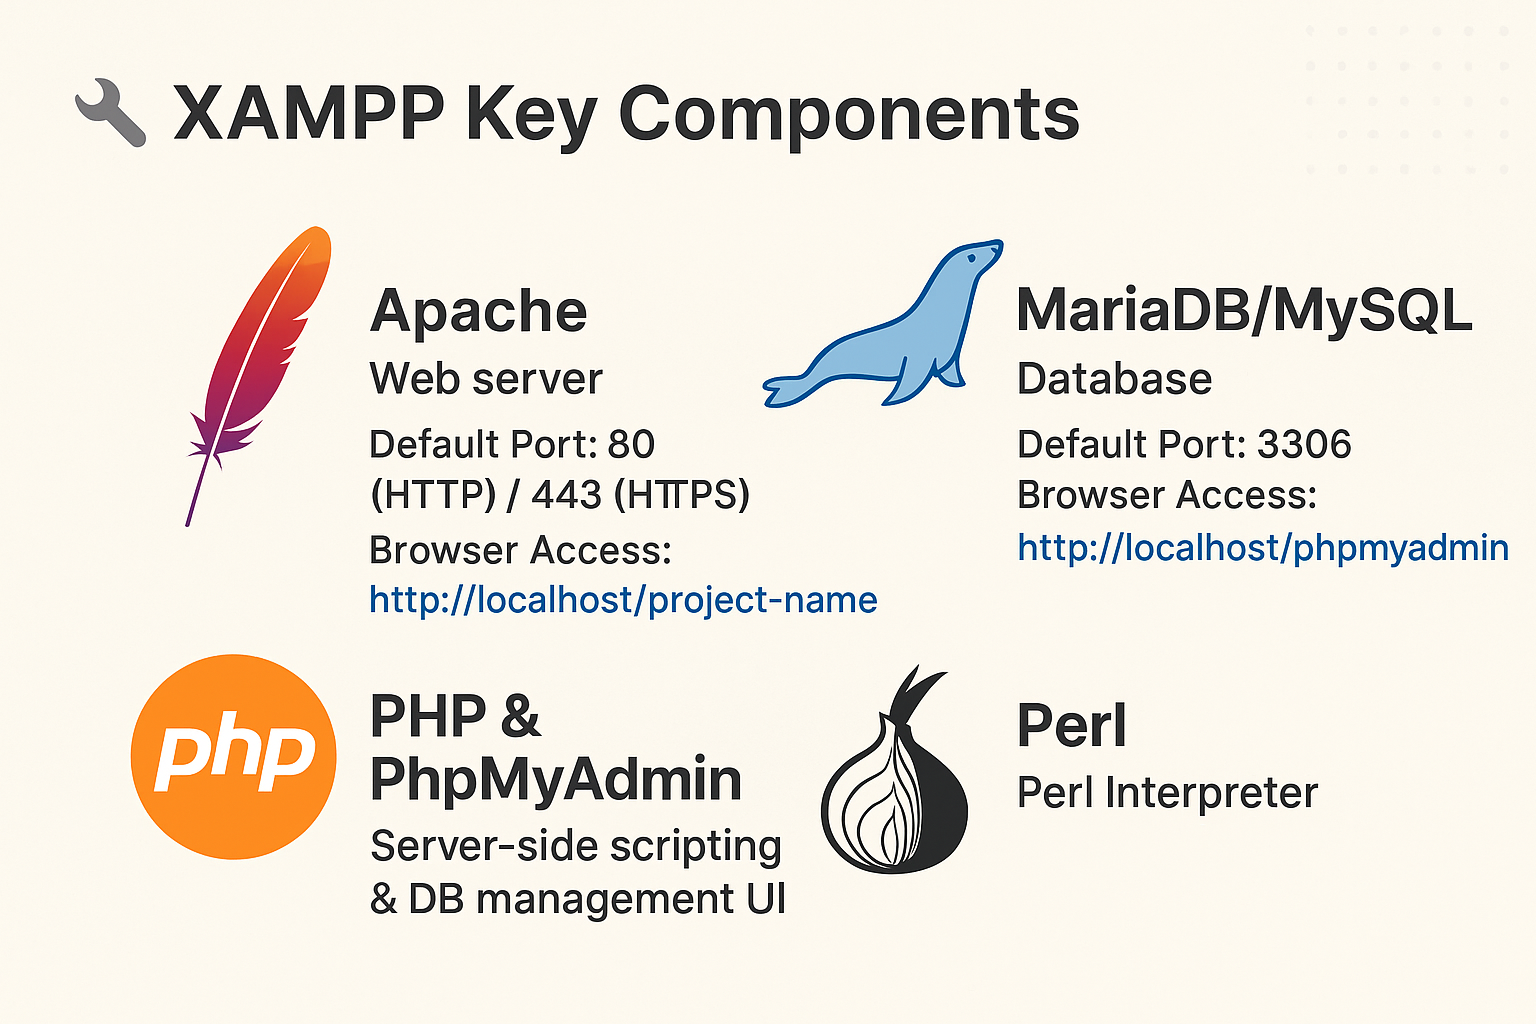 XAMPP Key Components
Apache
Web server
Default Port: 80
(HTTP) / 443 (HTTPS)
Browser Access:
http://localhost/project-name
MariaDB/MySQL
Database
Default Port: 3306
Browser Access:
http://localhost/phpmyadmin
php
PHP &
PhpMyAdmin
Server-side scripting
& DB management UI
Perl
Perl Interpreter